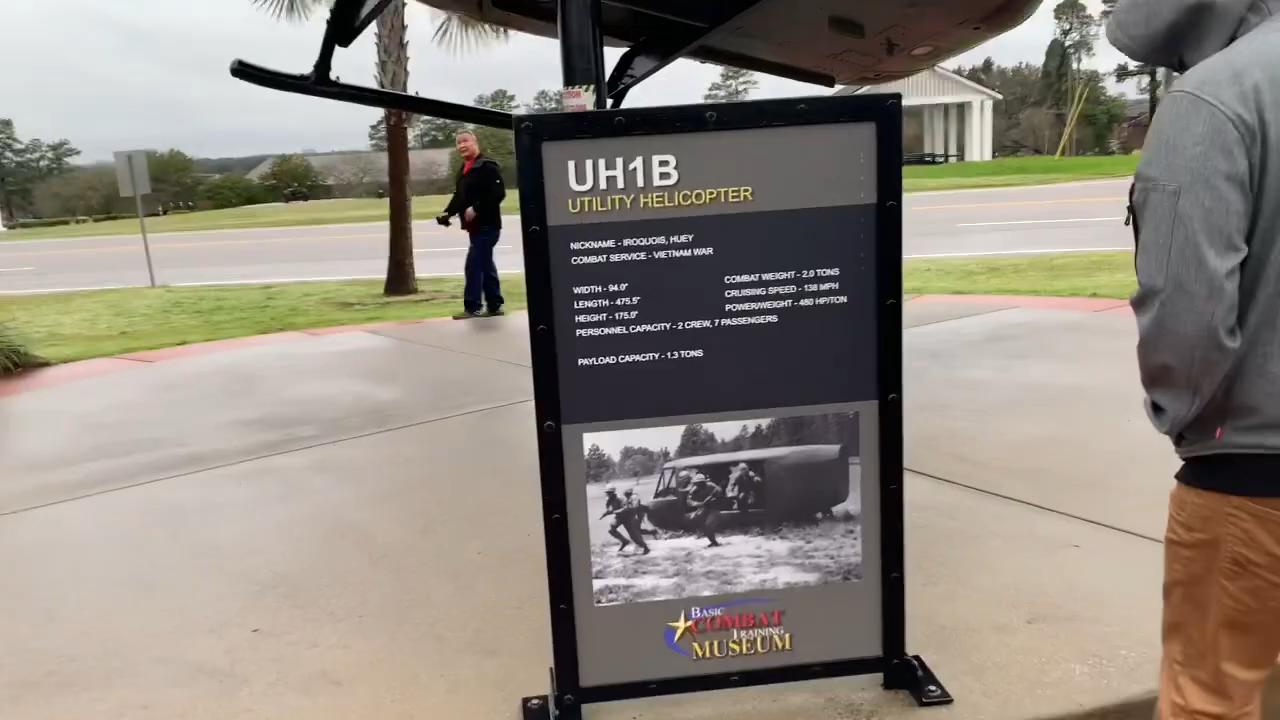 UH1B
UTILITY HELICOPTER
NICKNAME - IROQUOIS, HUEY
COMBAT SERVICE - VIETNAM WAR
WIDTH - 94.0"
LENGTH - 475.5"
HEIGHT - 175.0"
PERSONNEL CAPACITY - 2 CREW, 7 PASSENGERS
COMBAT WEIGHT - 2.0 TONS
CRUISING SPEED - 138 MPH
POWER/WEIGHT - 480 HP/TON
PAYLOAD CAPACITY - 1.3 TONS
BASIC
COMBAT
TRAINING
MUSEUM